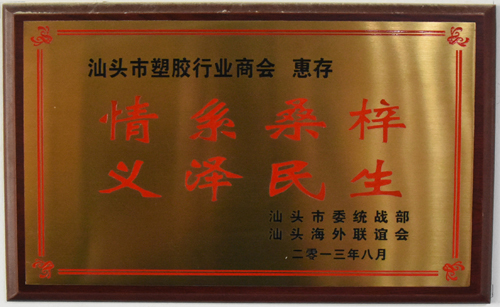 汕头市塑胶行业商会 惠存
情系桑梓
义泽民生
汕头市委统战部
汕头海外联谊会
二零一三年八月